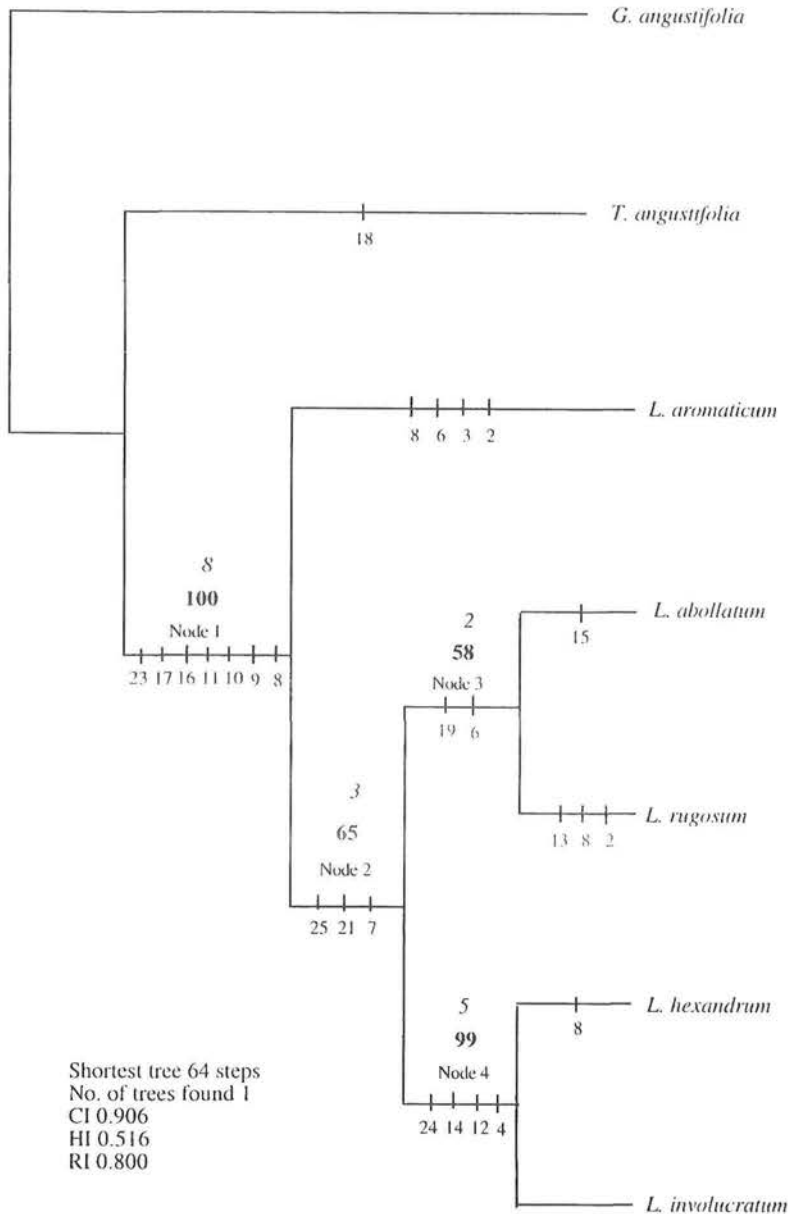 G. angustifolia
T. angustifolia
18
L. aromaticum
8 6 3 2
8
100
Node 1
23 17 16 11 10 9 8
L. abollatum
15
2
58
Node 3
19 6
L. rugosum
13 8 2
3
65
Node 2
25 21 7
L. hexandrum
8
5
99
Node 4
24 14 12 4
L. involucratum
Shortest tree 64 steps
No. of trees found 1
CI 0.906
HI 0.516
RI 0.800